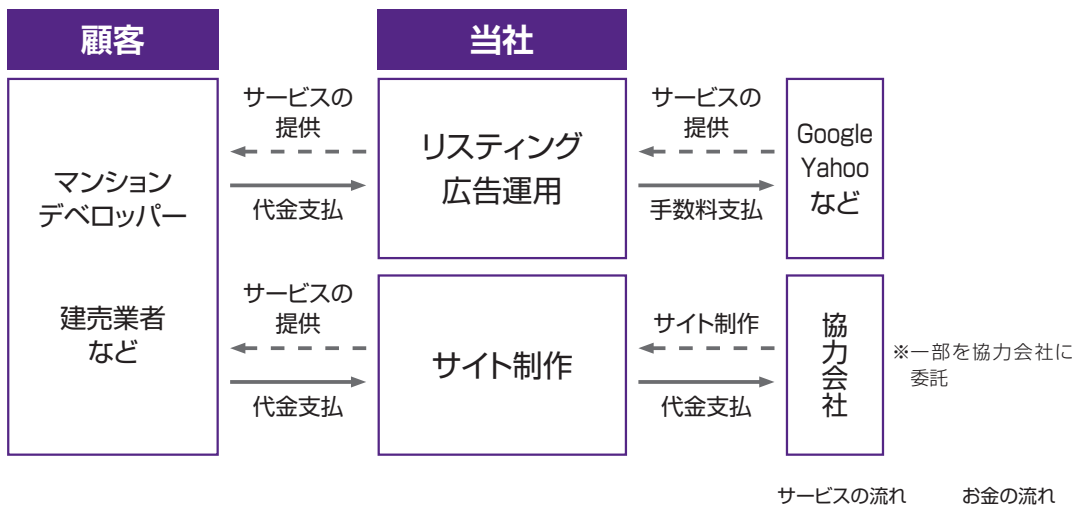 顧客
当社
マンション
デベロッパー
建売業者
など
サービスの
提供
代金支払
リスティング
広告運用
サービスの
提供
手数料支払
Google
Yahoo
など
サービスの
提供
代金支払
サイト制作
サイト制作
代金支払
協力会社
※一部を協力会社に
委託
サービスの流れ
お金の流れ